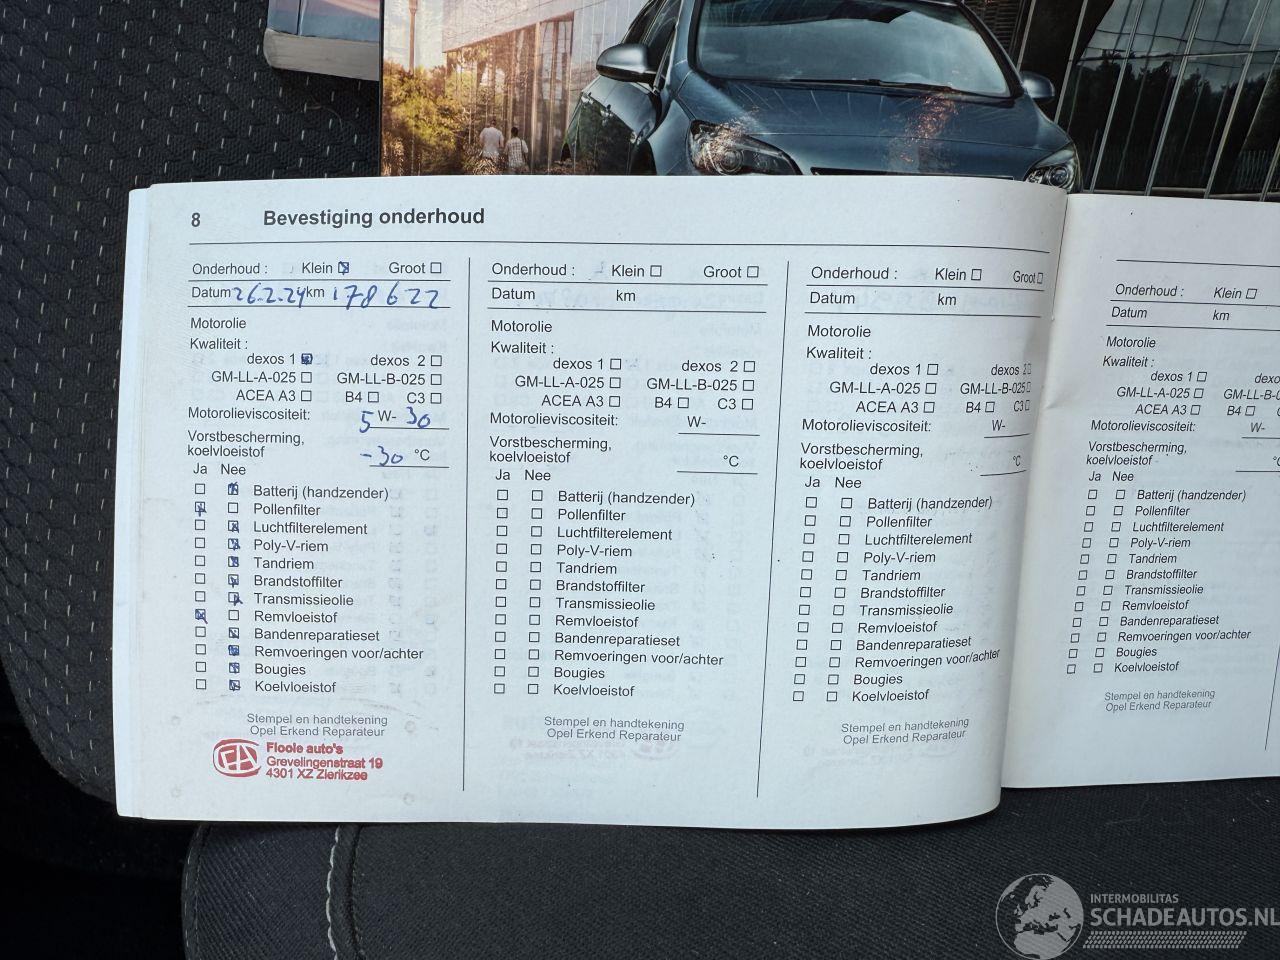 8 Bevestiging onderhoud
Onderhoud : Klein ☒ Groot ☐
Datum 26-2-24 km 178622
Motorolie
Kwaliteit :
dexos 1 ☒ dexos 2 ☐
GM-LL-A-025 ☐ GM-LL-B-025 ☐
ACEA A3 ☐ B4 ☐ C3 ☐
Motorolieviscositeit: 5 W- 30
Vorstbescherming,
koelvloeistof -30 °C
Ja Nee
☐ ☒ Batterij (handzender)
☒ ☐ Pollenfilter
☐ ☒ Luchtfilterelement
☐ ☒ Poly-V-riem
☐ ☒ Tandriem
☐ ☒ Brandstoffilter
☐ ☒ Transmissieolie
☒ ☐ Remvloeistof
☐ ☒ Bandenreparatieset
☐ ☒ Remvoeringen voor/achter
☐ ☒ Bougies
☐ ☒ Koelvloeistof
Stempel en handtekening
Opel Erkend Reparateur
Floole auto's
Grevelingenstraat 19
4301 XZ Zierikzee
Onderhoud : Klein ☐ Groot ☐
Datum km
Motorolie
Kwaliteit :
dexos 1 ☐ dexos 2 ☐
GM-LL-A-025 ☐ GM-LL-B-025 ☐
ACEA A3 ☐ B4 ☐ C3 ☐
Motorolieviscositeit: W-
Vorstbescherming,
koelvloeistof °C
Ja Nee
☐ ☐ Batterij (handzender)
☐ ☐ Pollenfilter
☐ ☐ Luchtfilterelement
☐ ☐ Poly-V-riem
☐ ☐ Tandriem
☐ ☐ Brandstoffilter
☐ ☐ Transmissieolie
☐ ☐ Remvloeistof
☐ ☐ Bandenreparatieset
☐ ☐ Remvoeringen voor/achter
☐ ☐ Bougies
☐ ☐ Koelvloeistof
Stempel en handtekening
Opel Erkend Reparateur
Onderhoud : Klein ☐ Groot ☐
Datum km
Motorolie
Kwaliteit :
dexos 1 ☐ dexos 2 ☐
GM-LL-A-025 ☐ GM-LL-B-025 ☐
ACEA A3 ☐ B4 ☐ C3 ☐
Motorolieviscositeit: W-
Vorstbescherming,
koelvloeistof °C
Ja Nee
☐ ☐ Batterij (handzender)
☐ ☐ Pollenfilter
☐ ☐ Luchtfilterelement
☐ ☐ Poly-V-riem
☐ ☐ Tandriem
☐ ☐ Brandstoffilter
☐ ☐ Transmissieolie
☐ ☐ Remvloeistof
☐ ☐ Bandenreparatieset
☐ ☐ Remvoeringen voor/achter
☐ ☐ Bougies
☐ ☐ Koelvloeistof
Stempel en handtekening
Opel Erkend Reparateur
Onderhoud : Klein ☐
Datum km
Motorolie
Kwaliteit :
dexos 1 ☐
GM-LL-A-025 ☐
ACEA A3 ☐ B4 ☐
Motorolieviscositeit: W-
Vorstbescherming,
koelvloeistof
Ja Nee
☐ ☐ Batterij (handzender)
☐ ☐ Pollenfilter
☐ ☐ Luchtfilterelement
☐ ☐ Poly-V-riem
☐ ☐ Tandriem
☐ ☐ Brandstoffilter
☐ ☐ Transmissieolie
☐ ☐ Remvloeistof
☐ ☐ Bandenreparatieset
☐ ☐ Remvoeringen voor/achter
☐ ☐ Bougies
☐ ☐ Koelvloeistof
Stempel en handtekening
Opel Erkend Reparateur
INTERMOBILITAS
SCHADEAUTOS.NL